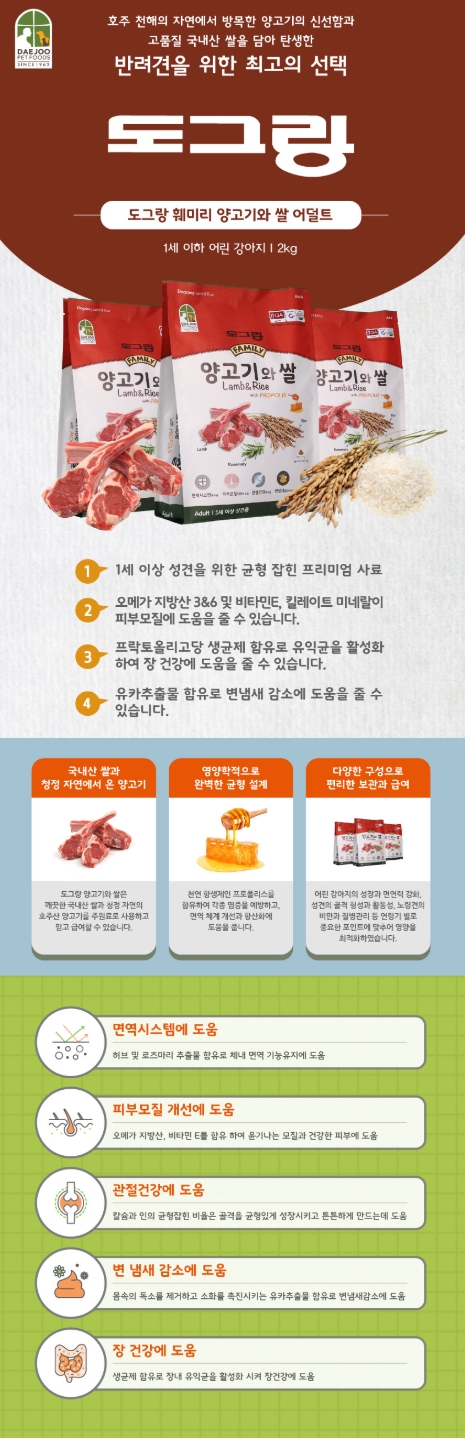 DAEJOO
PET FOODS
SINCE 1962
호주 천혜의 자연에서 방목한 양고기의 신선함과
고품질 국내산 쌀을 담아 탄생한
반려견을 위한 최고의 선택
도그랑
도그랑 훼미리 양고기와 쌀 어덜트
1세 이하 어린 강아지 | 2kg
도그랑
FAMILY
양고기와 쌀
Lamb&Rice
도그랑
FAMILY
양고기와 쌀
Lamb&Rice
with PROPOLIS
Lamb
Rosemary
Adult | 1세 이상 성견용
도그랑
FAMILY
양고기와 쌀
Lamb&Rice
1 1세 이상 성견을 위한 균형 잡힌 프리미엄 사료
2 오메가 지방산 3&6 및 비타민E, 킬레이트 미네랄이
피부모질에 도움을 줄 수 있습니다.
3 프락토올리고당 생균제 함유로 유익균을 활성화
하여 장 건강에 도움을 줄 수 있습니다.
4 유카추출물 함유로 변냄새 감소에 도움을 줄 수
있습니다.
국내산 쌀과
청정 자연에서 온 양고기
도그랑 양고기와 쌀은
깨끗한 국내산 쌀과 청정 자연의
호주산 양고기를 주원료로 사용하고
믿고 급여할 수 있습니다.
영양학적으로
완벽한 균형 설계
천연 항생제인 프로폴리스를
함유하여 각종 염증을 예방하고,
면역 체계 개선과 항산화에
도움을 줍니다.
다양한 구성으로
편리한 보관과 급여
어린 강아지의 성장과 면연력 강화,
성견의 골격 형성과 활동성, 노령견의
비만과 질병관리 등 연령기 별로
중요한 포인트에 맞추어 영양을
최적화하였습니다.
면역시스템에 도움
허브 및 로즈마리 추출물 함유로 체내 면역 기능유지에 도움
피부모질 개선에 도움
오메가 지방산, 비타민 E를 함유 하여 윤기나는 모질과 건강한 피부에 도움
관절건강에 도움
칼슘과 인의 균형잡힌 비율은 골격을 균형있게 성장시키고 튼튼하게 만드는데 도움
변 냄새 감소에 도움
몸속의 독소를 제거하고 소화를 촉진시키는 유카추출물 함유로 변냄새감소에 도움
장 건강에 도움
생균제 함유로 장내 유익균을 활성화 시켜 장건강에 도움